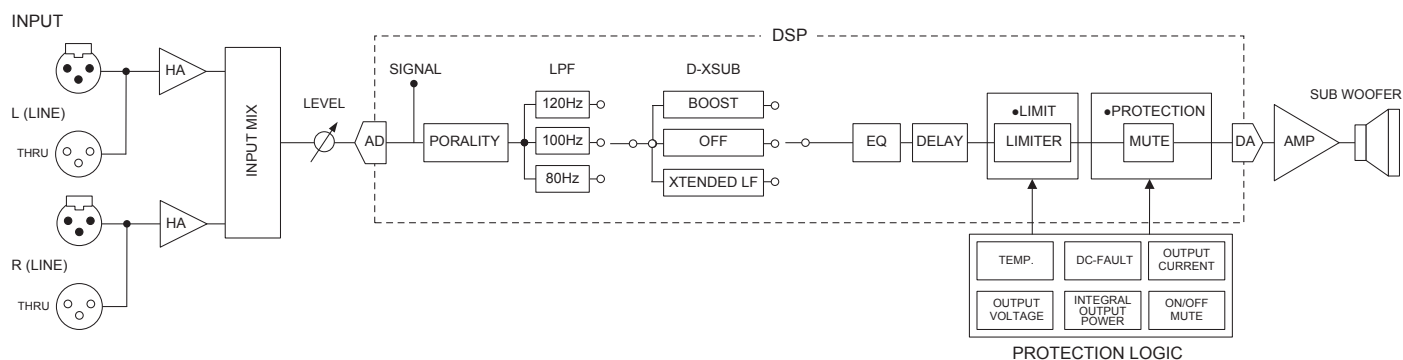 INPUT
L (LINE)
THRU
R (LINE)
THRU
HA
HA
INPUT MIX
LEVEL
DSP
AD
SIGNAL
PORALITY
LPF
120Hz
100Hz
80Hz
D-XSUB
BOOST
OFF
XTENDED LF
EQ
DELAY
●LIMIT
LIMITER
●PROTECTION
MUTE
DA
AMP
SUB WOOFER
TEMP.
DC-FAULT
OUTPUT
CURRENT
OUTPUT
VOLTAGE
INTEGRAL
OUTPUT
POWER
ON/OFF
MUTE
PROTECTION LOGIC